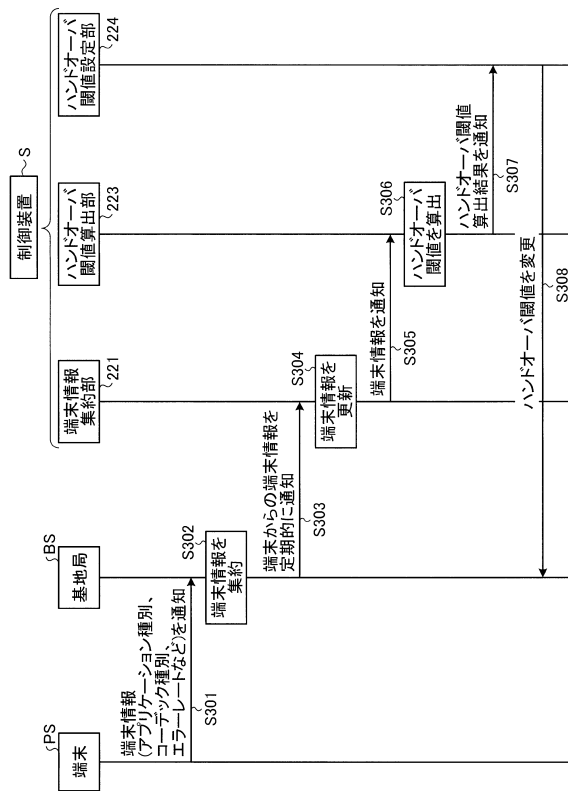 制御装置
S
端末
PS
基地局
BS
端末情報
集約部
221
ハンドオーバ
閾値算出部
223
ハンドオーバ
閾値設定部
224
端末情報
(アプリケーション種別、
コーデック種別、
エラーレートなど)を通知
S301
端末情報を
集約
S302
端末からの端末情報を
定期的に通知
S303
端末情報を
更新
S304
端末情報を通知
S305
ハンドオーバ
閾値を算出
S306
ハンドオーバ閾値
算出結果を通知
S307
ハンドオーバ閾値を変更
S308